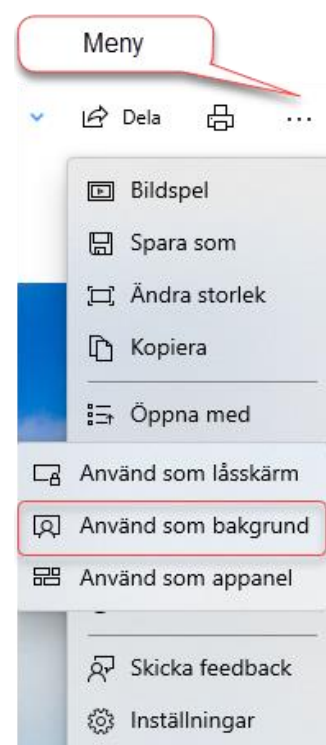 Meny
Dela
Bildspel
Spara som
Ändra storlek
Kopiera
Öppna med
Använd som låsskärm
Använd som bakgrund
Använd som appanel
Skicka feedback
Inställningar